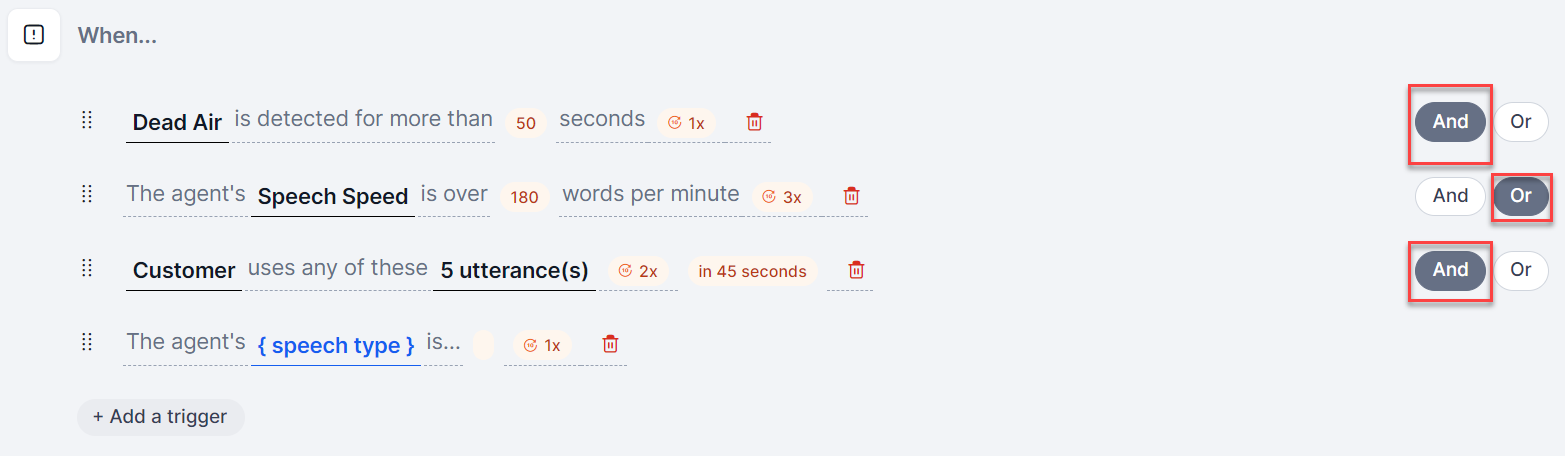 When...
Dead Air is detected for more than 50 seconds 1x And Or
The agent's Speech Speed is over 180 words per minute 3x And Or
Customer uses any of these 5 utterance(s) 2x in 45 seconds And Or
The agent's { speech type } is... 1x
+ Add a trigger